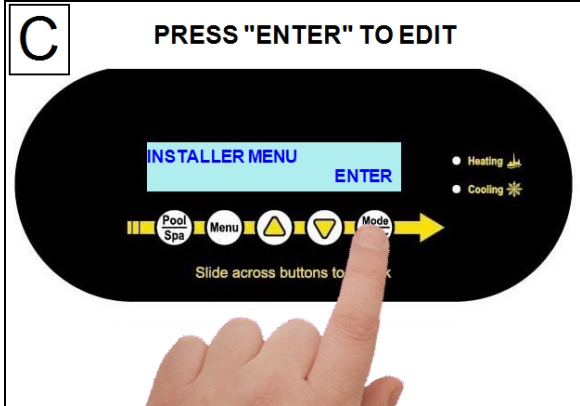 C
PRESS "ENTER" TO EDIT
INSTALLER MENU
ENTER
Heating
Cooling
Pool
Spa
Menu
Mode
Slide across buttons to